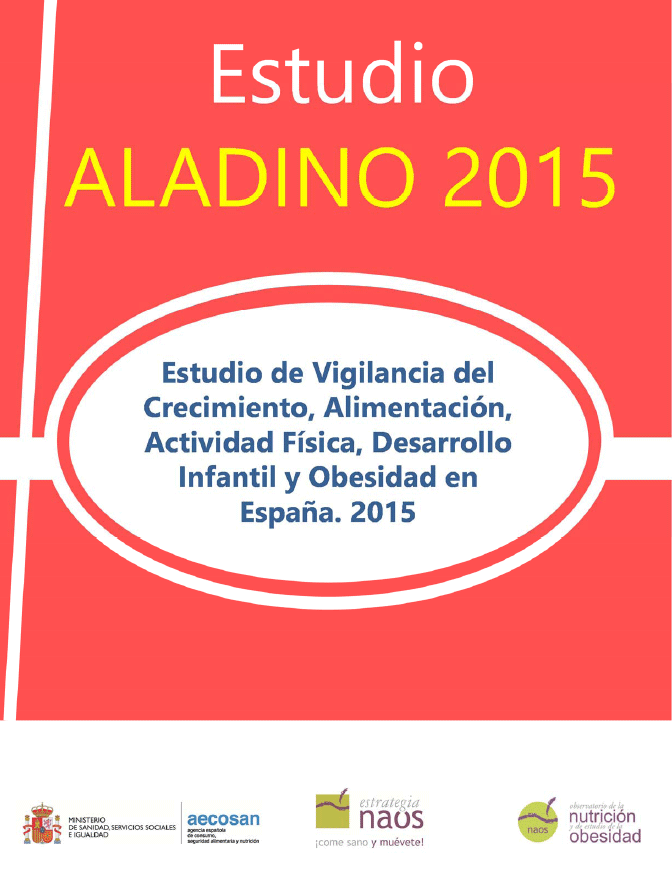 Estudio
ALADINO 2015
Estudio de Vigilancia del
Crecimiento, Alimentación,
Actividad Física, Desarrollo
Infantil y Obesidad en
España. 2015
MINISTERIO
DE SANIDAD, SERVICIOS SOCIALES
E IGUALDAD
aecosan
agencia española
de consumo,
seguridad alimentaria y nutrición
estrategia
naos
¡come sano y muévete!
naos
observatorio de la
nutrición
y de estudio de la
obesidad